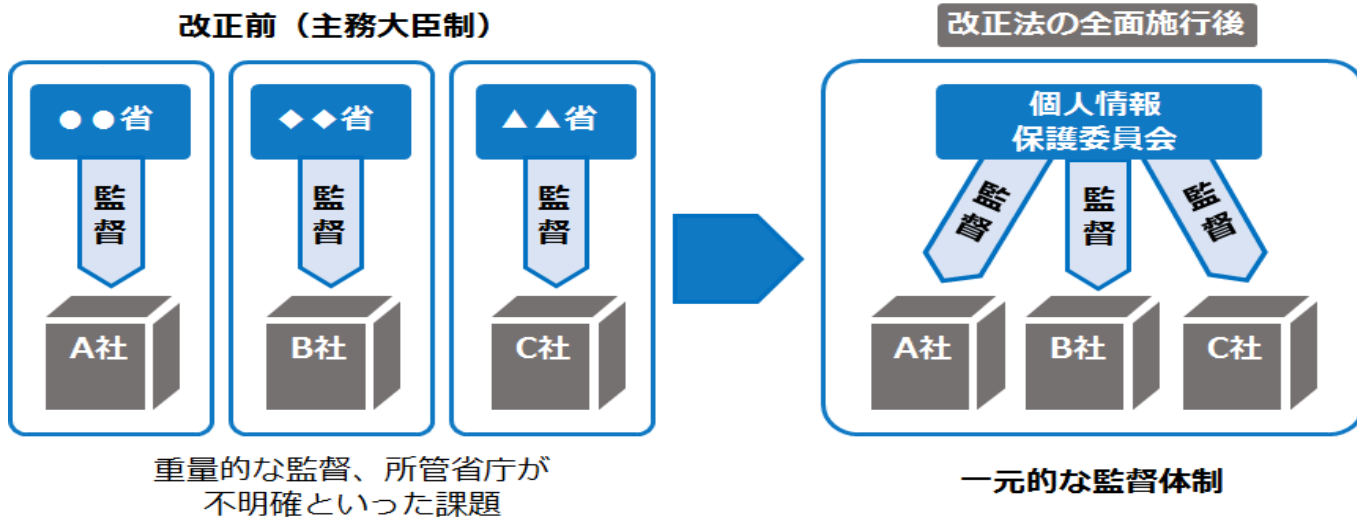 改正前（主務大臣制）
●●省
監督
A社
◆◆省
監督
B社
▲▲省
監督
C社
重量的な監督、所管省庁が
不明確といった課題
改正法の全面施行後
個人情報
保護委員会
監督
監督
監督
A社
B社
C社
一元的な監督体制